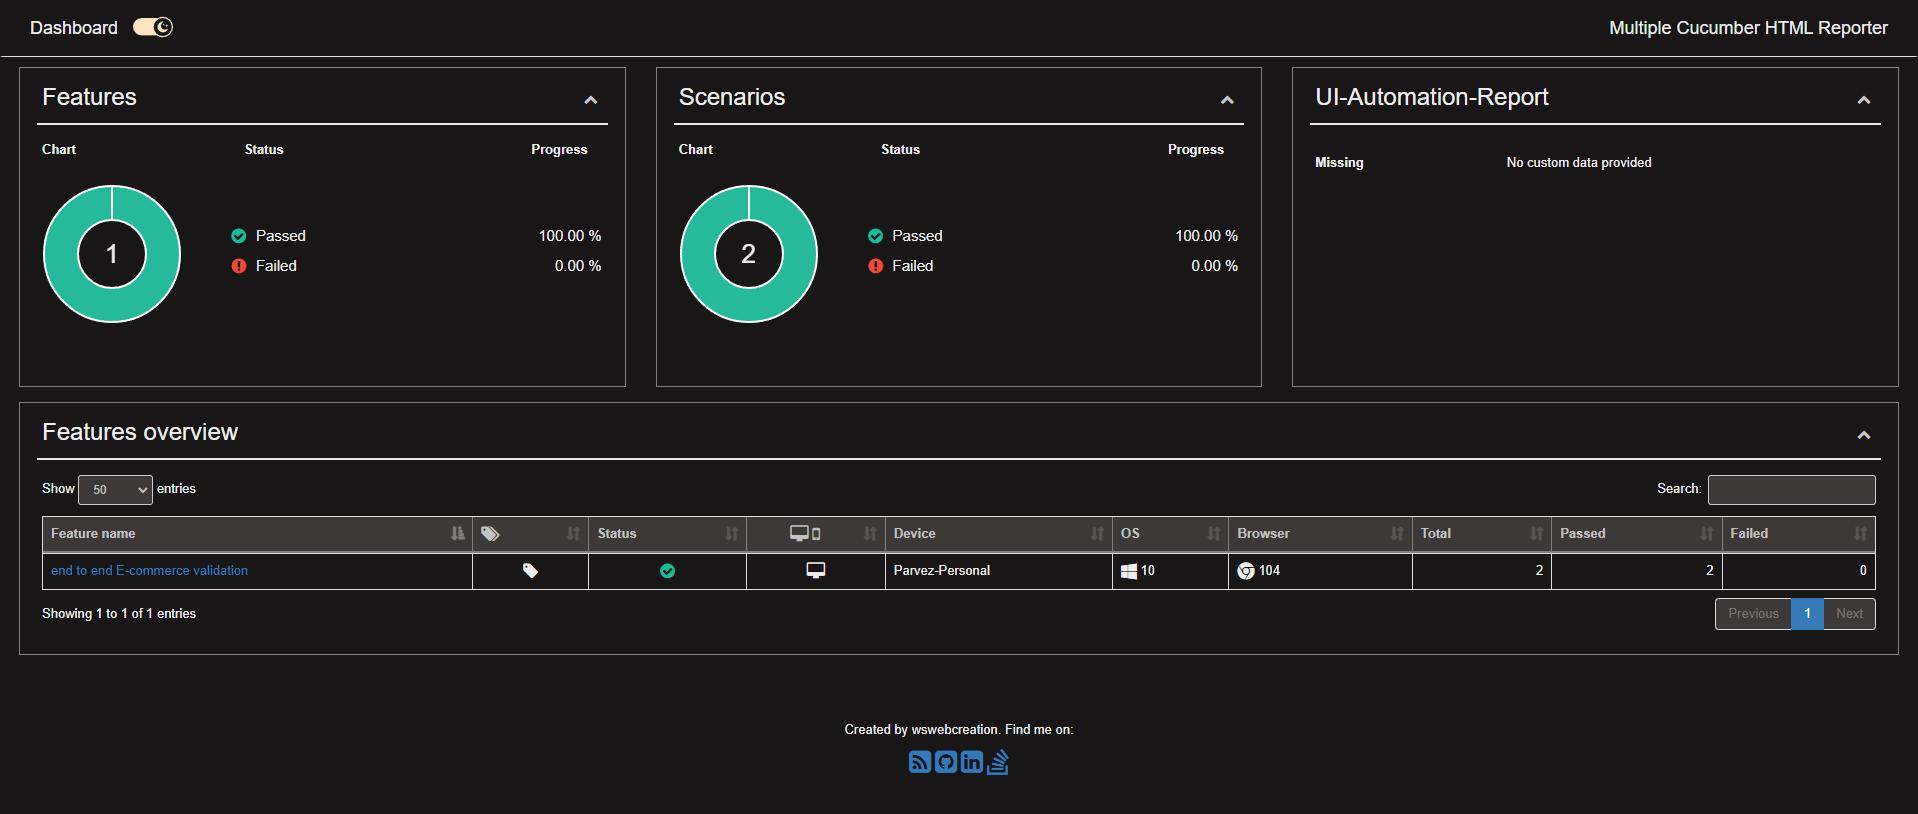 Dashboard
Multiple Cucumber HTML Reporter
Features
Chart Status Progress
1
Passed 100.00 %
Failed 0.00 %
Scenarios
Chart Status Progress
2
Passed 100.00 %
Failed 0.00 %
UI-Automation-Report
Missing No custom data provided
Features overview
Show 50 entries
Search:
Feature name Status Device OS Browser Total Passed Failed
end to end E-commerce validation Parvez-Personal 10 104 2 2 0
Showing 1 to 1 of 1 entries
Previous 1 Next
Created by wswebcreation. Find me on:
in